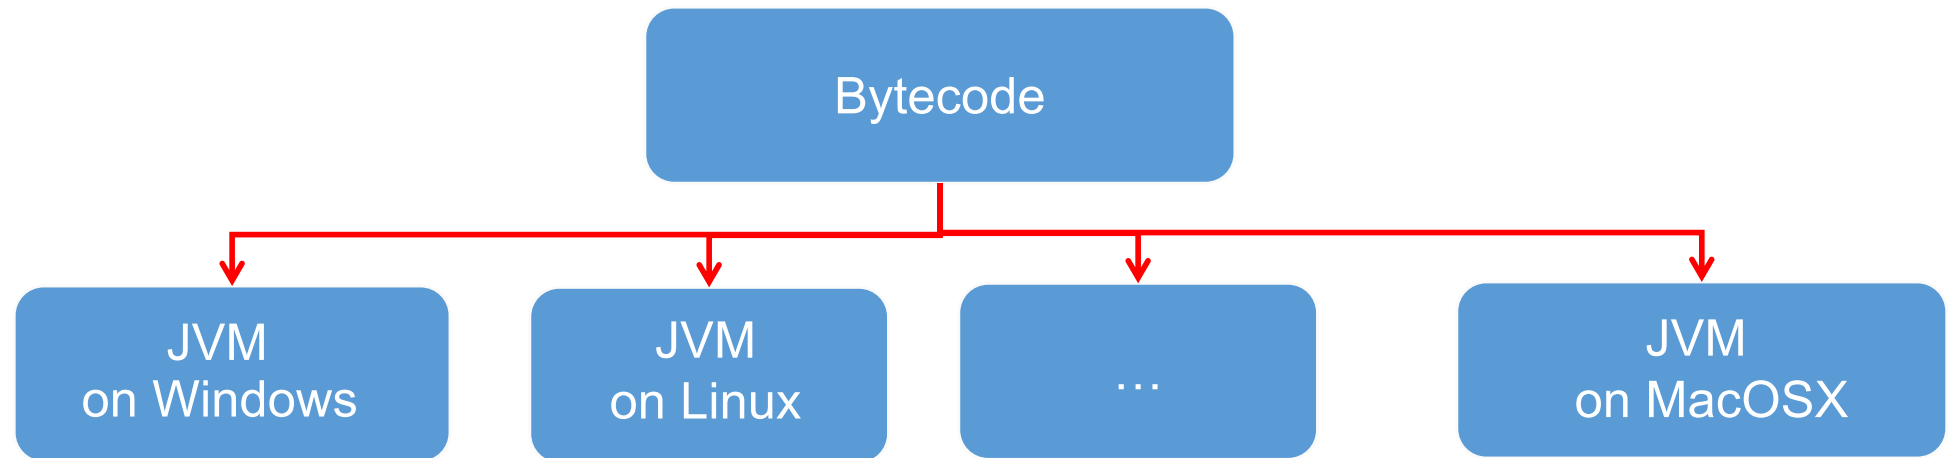 Bytecode
JVM
on Windows
JVM
on Linux
…
JVM
on MacOSX